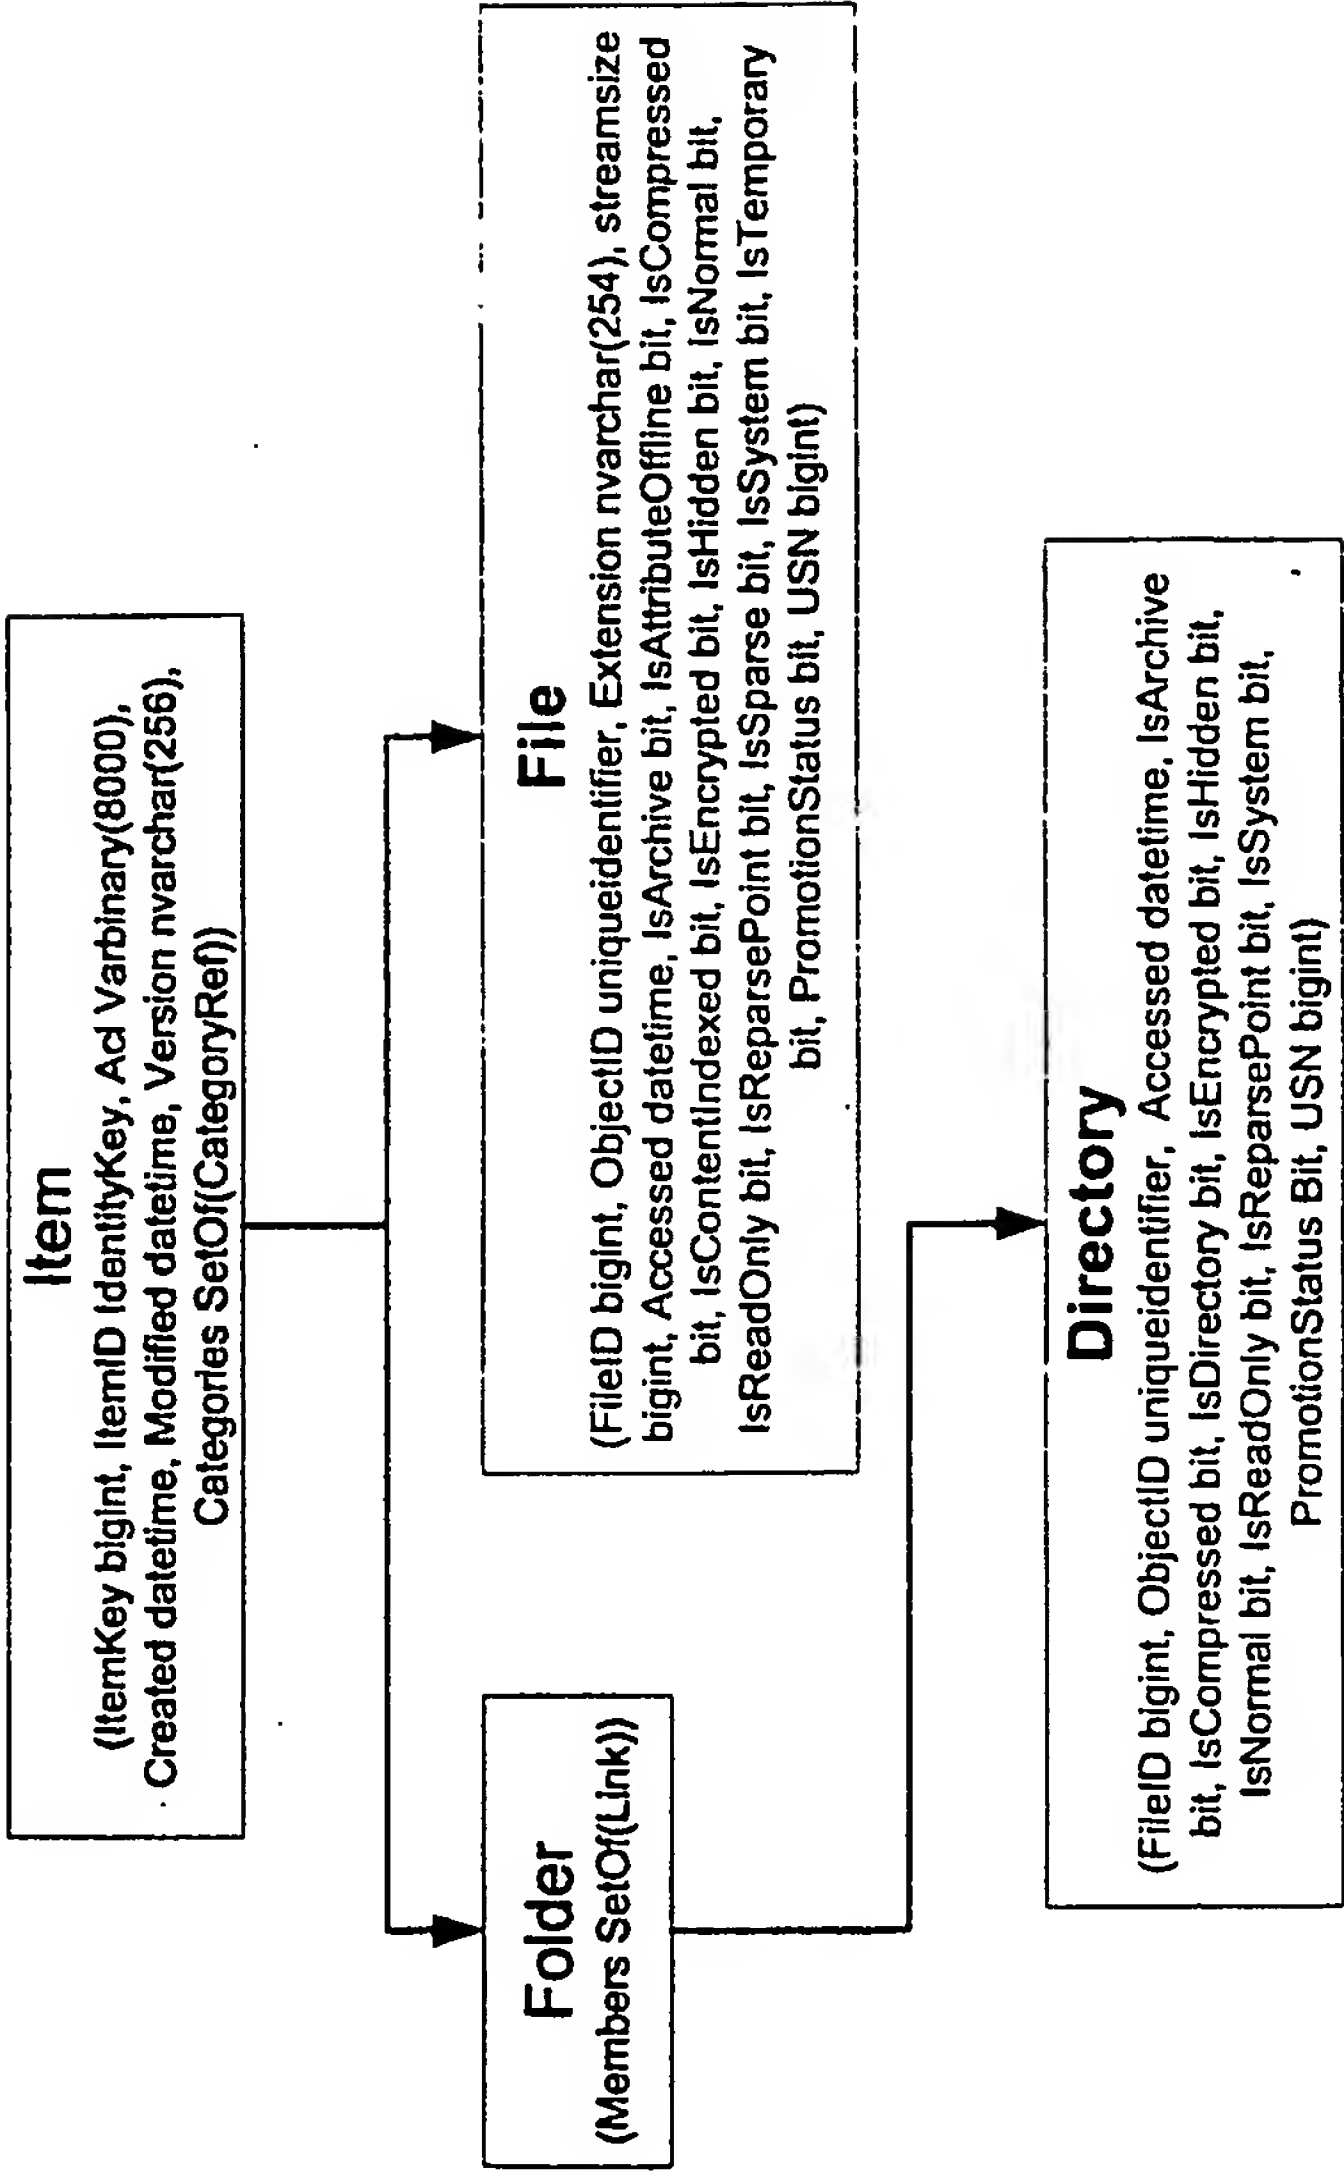 Item
(ItemKey bigint, ItemID IdentityKey, Acl Varbinary(8000),
Created datetime, Modified datetime, Version nvarchar(256),
Categories SetOf(CategoryRef))
Folder
(Members SetOf(Link))
File
(FileID bigint, ObjectID uniqueidentifier, Extension nvarchar(254), streamsize
bigint, Accessed datetime, IsArchive bit, IsAttributeOffline bit, IsCompressed
bit, IsContentIndexed bit, IsEncrypted bit, IsHidden bit, IsNormal bit,
IsReadOnly bit, IsReparsePoint bit, IsSparse bit, IsSystem bit, IsTemporary
bit, PromotionStatus bit, USN bigint)
Directory
(FileID bigint, ObjectID uniqueidentifier, Accessed datetime, IsArchive
bit, IsCompressed bit, IsDirectory bit, IsEncrypted bit, IsHidden bit,
IsNormal bit, IsReadOnly bit, IsReparsePoint bit, IsSystem bit,
PromotionStatus Bit, USN bigint)